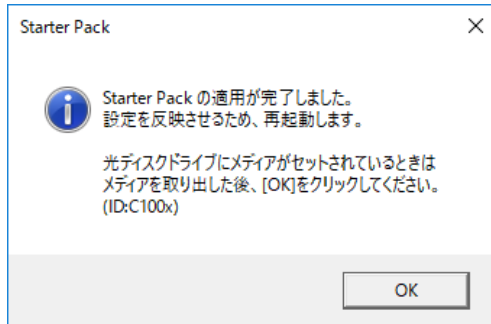 Starter Pack
Starter Pack の適用が完了しました。
設定を反映させるため、再起動します。
光ディスクドライブにメディアがセットされているときは
メディアを取り出した後、[OK]をクリックしてください。
(ID:C100x)
OK